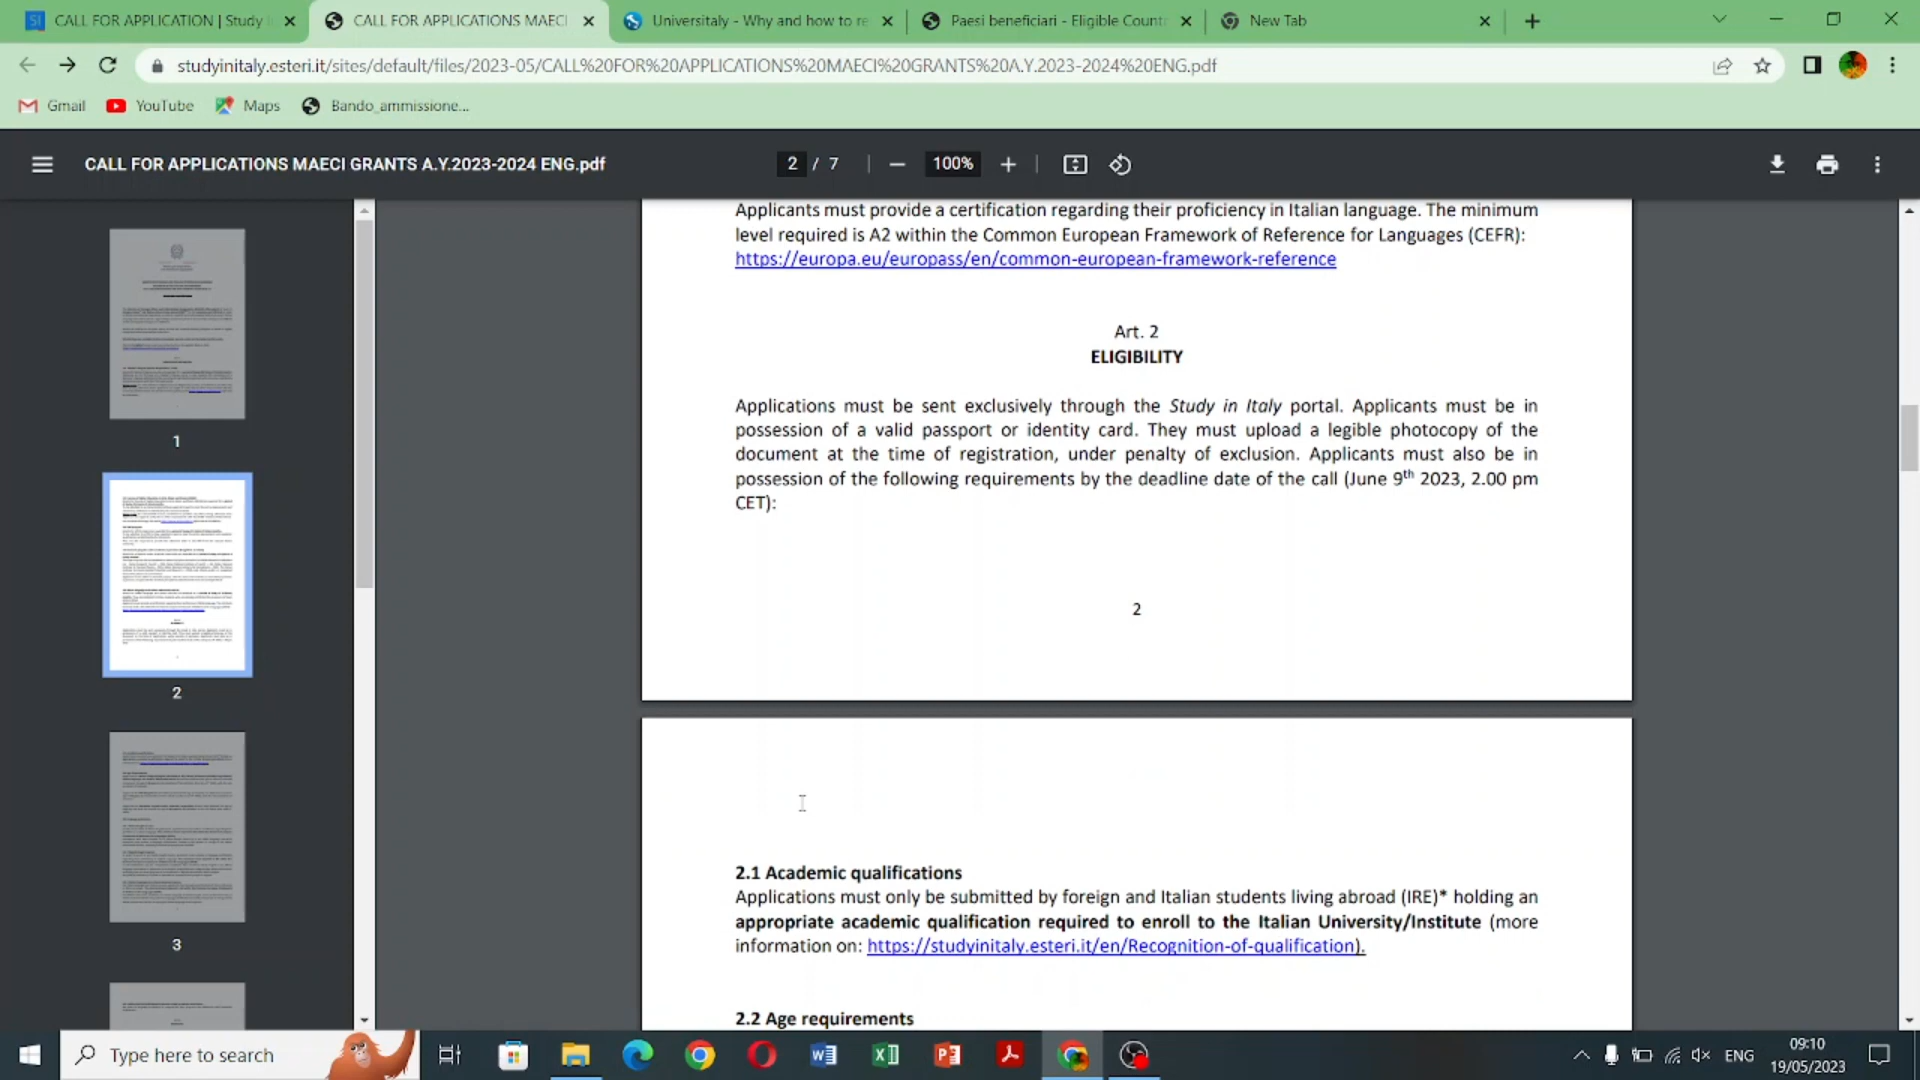 CALL FOR APPLICATION | Study
CALL FOR APPLICATIONS MAECI
Universitaly - Why and how to re
Paesi beneficiari - Eligible Count
New Tab
studyinitaly.esteri.it/sites/default/files/2023-05/CALL%20FOR%20APPLICATIONS%20MAECI%20GRANTS%20A.Y.2023-2024%20ENG.pdf
Gmail
YouTube
Maps
Bando_ammissione...
CALL FOR APPLICATIONS MAECI GRANTS A.Y.2023-2024 ENG.pdf
2 / 7
100%
1
2
3
Applicants must provide a certification regarding their proficiency in Italian language. The minimum
level required is A2 within the Common European Framework of Reference for Languages (CEFR):
https://europa.eu/europass/en/common-european-framework-reference
Art. 2
ELIGIBILITY
Applications must be sent exclusively through the Study in Italy portal. Applicants must be in
possession of a valid passport or identity card. They must upload a legible photocopy of the
document at the time of registration, under penalty of exclusion. Applicants must also be in
possession of the following requirements by the deadline date of the call (June 9th 2023, 2.00 pm
CET):
2
2.1 Academic qualifications
Applications must only be submitted by foreign and Italian students living abroad (IRE)* holding an
appropriate academic qualification required to enroll to the Italian University/Institute (more
information on: https://studyinitaly.esteri.it/en/Recognition-of-qualification).
2.2 Age requirements
Type here to search
ENG
09:10
19/05/2023